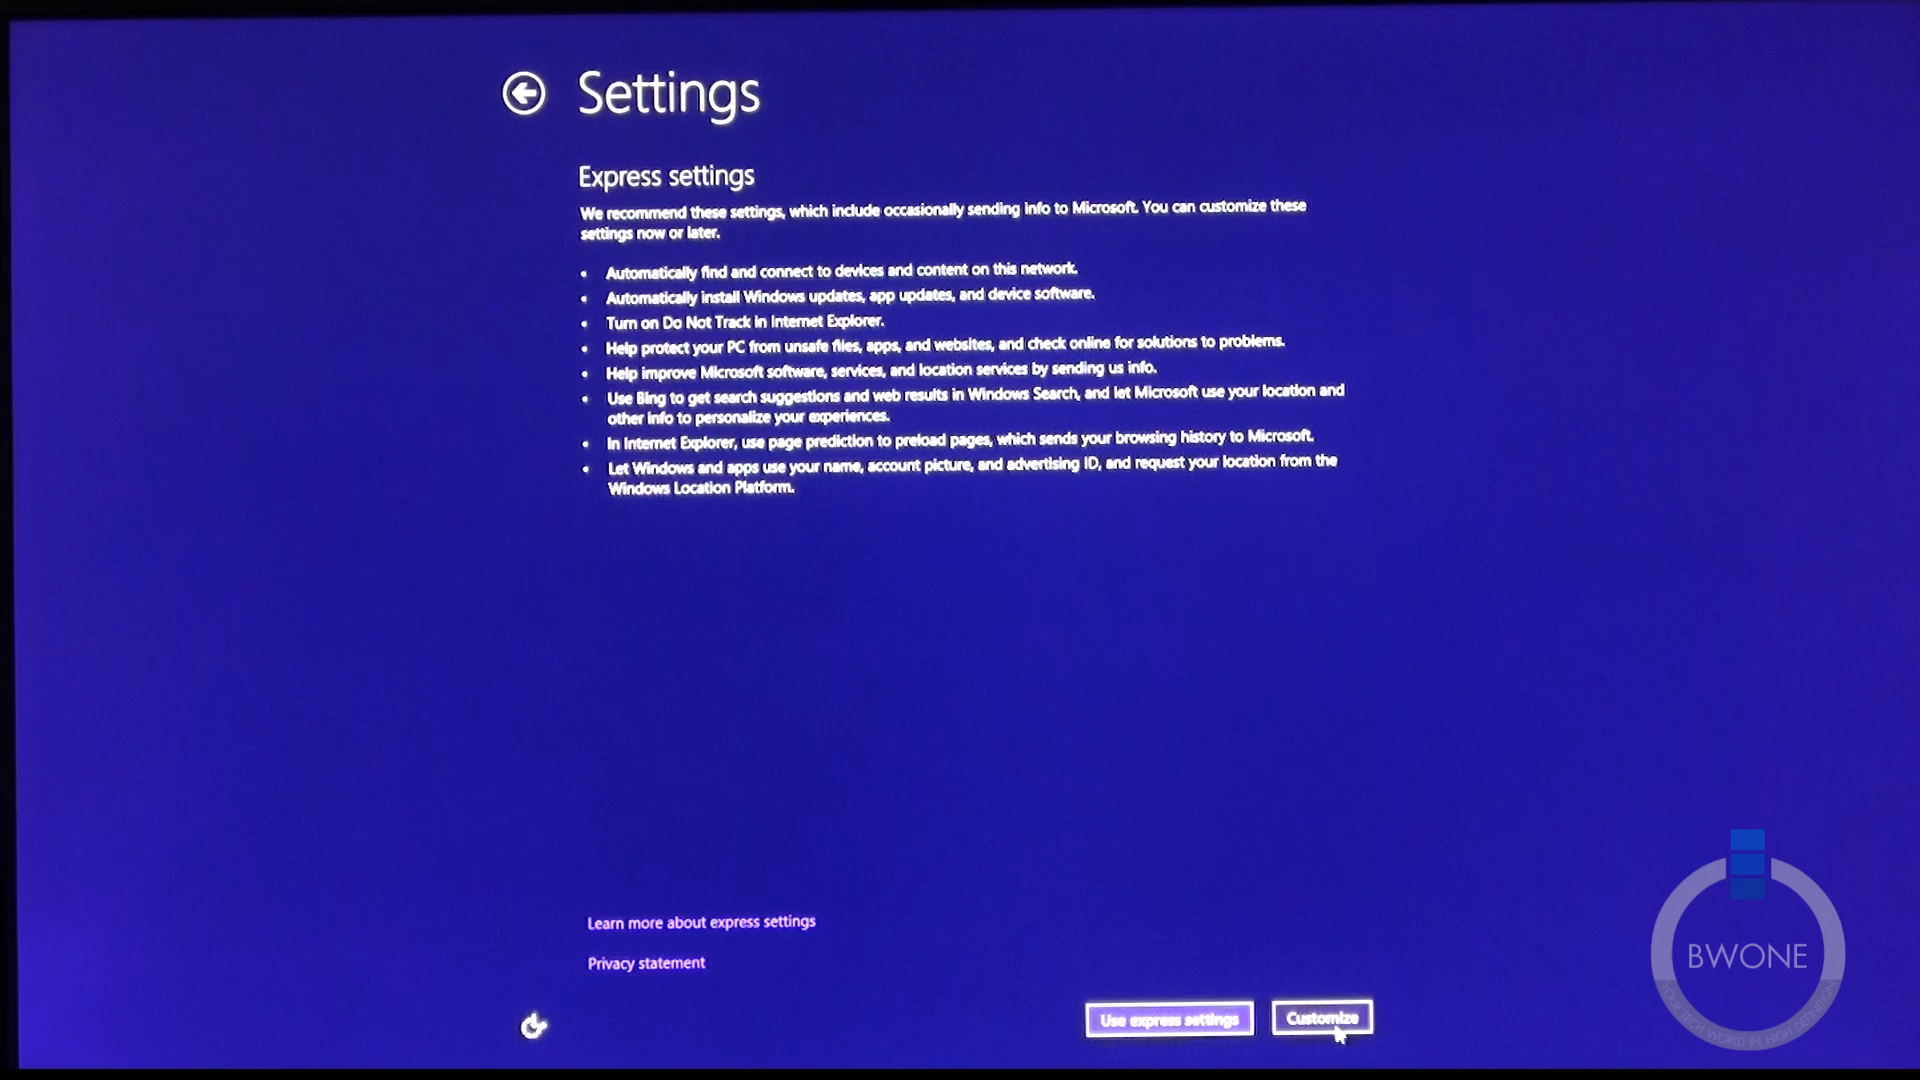 Settings
Express settings
We recommend these settings, which include occasionally sending info to Microsoft. You can customize these
settings now or later.
• Automatically find and connect to devices and content on this network.
• Automatically install Windows updates, app updates, and device software.
• Turn on Do Not Track in Internet Explorer.
• Help protect your PC from unsafe files, apps, and websites, and check online for solutions to problems.
• Help improve Microsoft software, services, and location services by sending us info.
• Use Bing to get search suggestions and web results in Windows Search, and let Microsoft use your location and
other info to personalize your experiences.
• In Internet Explorer, use page prediction to preload pages, which sends your browsing history to Microsoft.
• Let Windows and apps use your name, account picture, and advertising ID, and request your location from the
Windows Location Platform.
Learn more about express settings
Privacy statement
Use express settings
Customize
BWONE
YOUR TECH WORLD IN HIGH DEFINITION